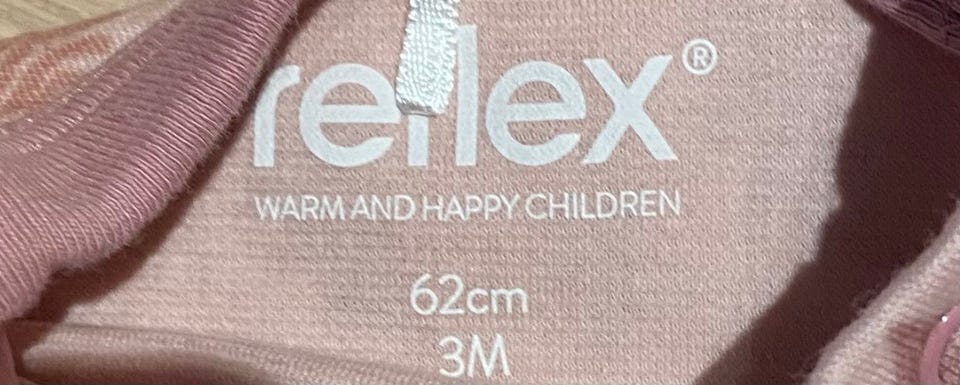 reflex®
WARM AND HAPPY CHILDREN
62cm
3M